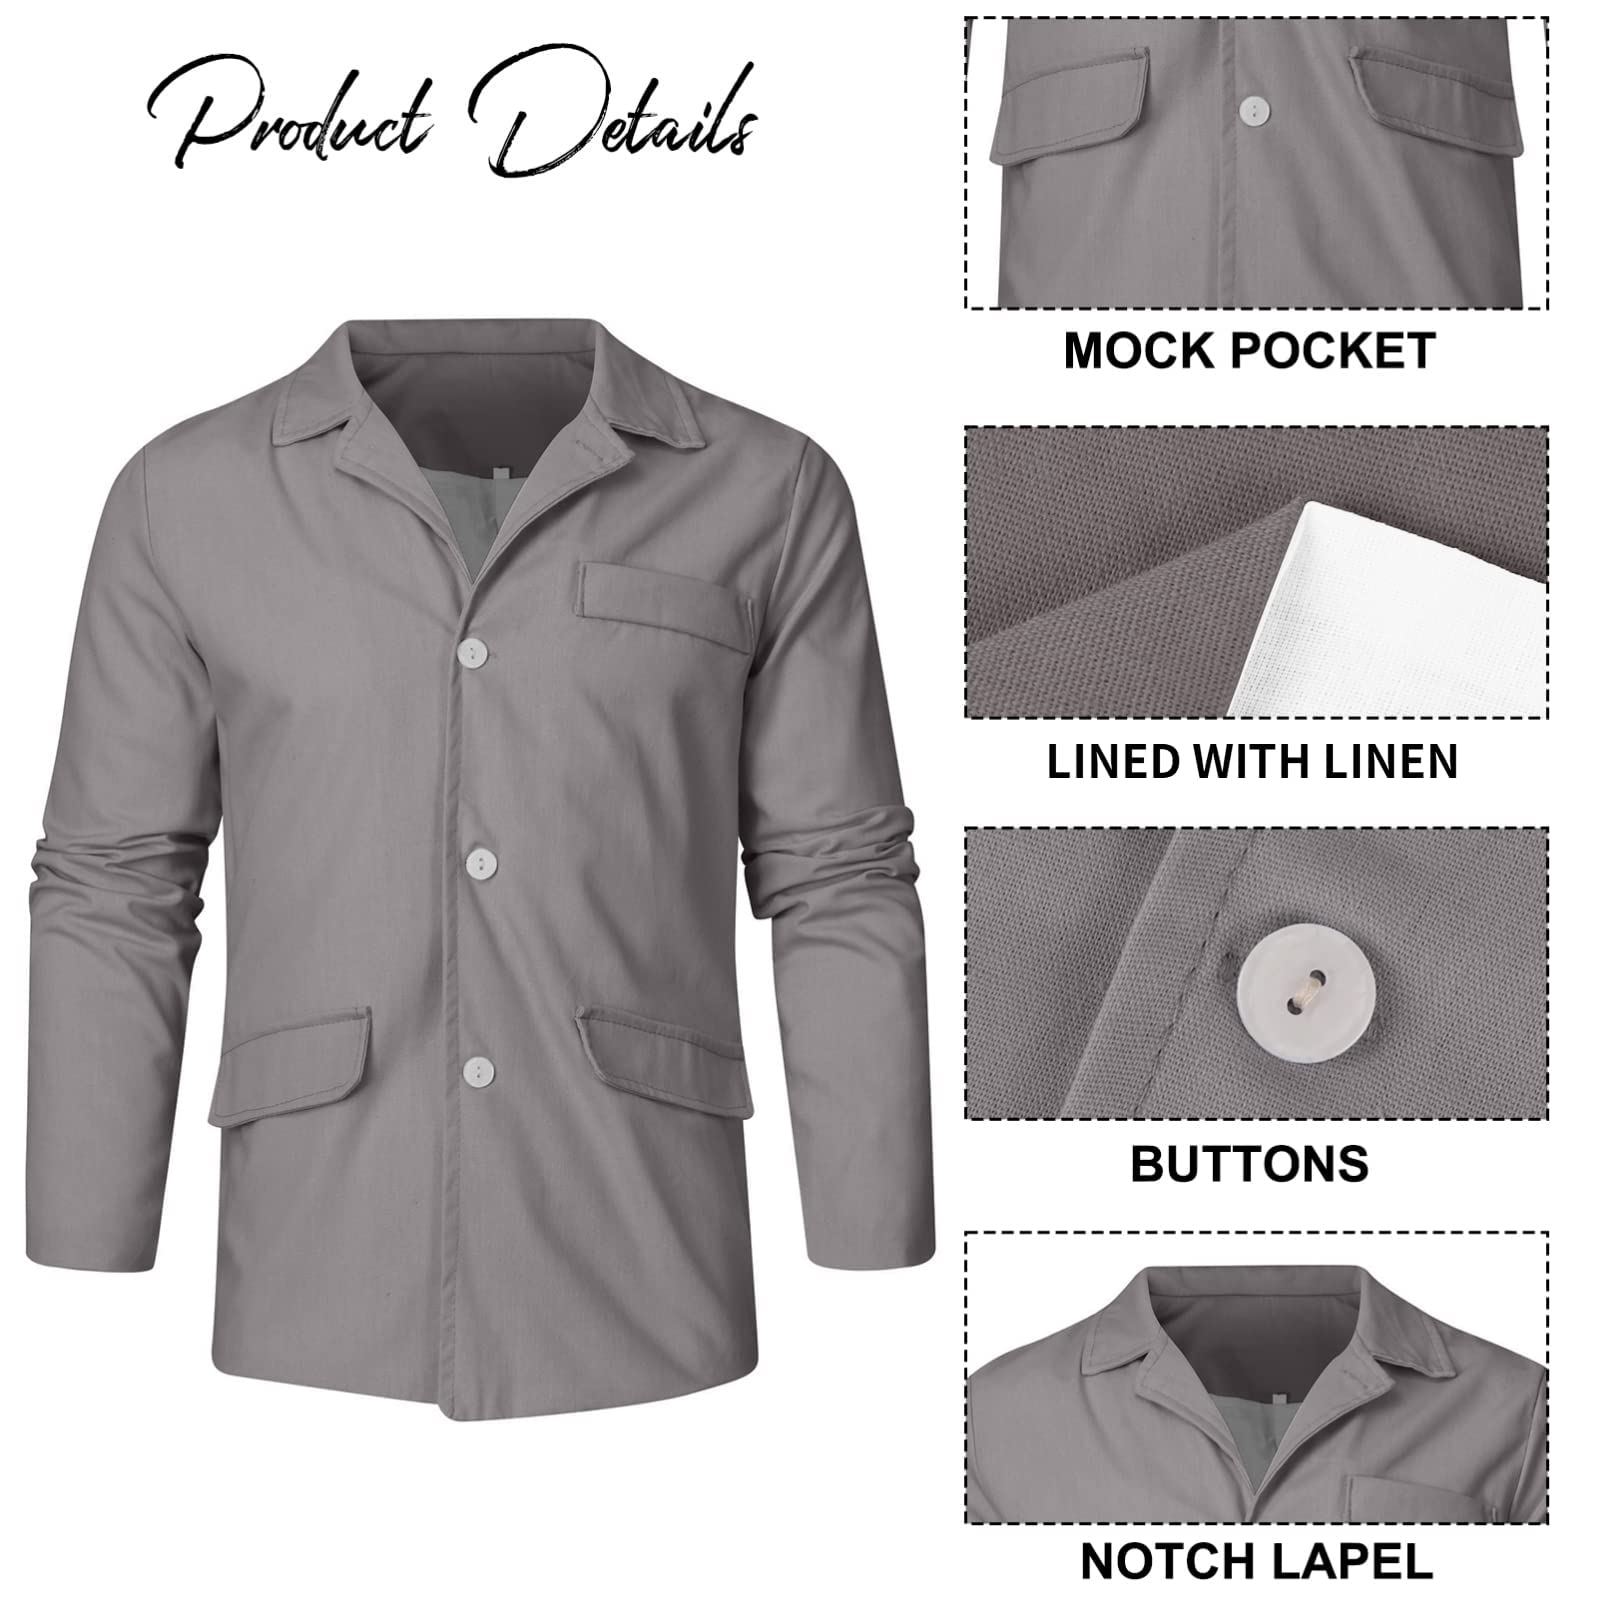 Product Details
MOCK POCKET
LINED WITH LINEN
BUTTONS
NOTCH LAPEL